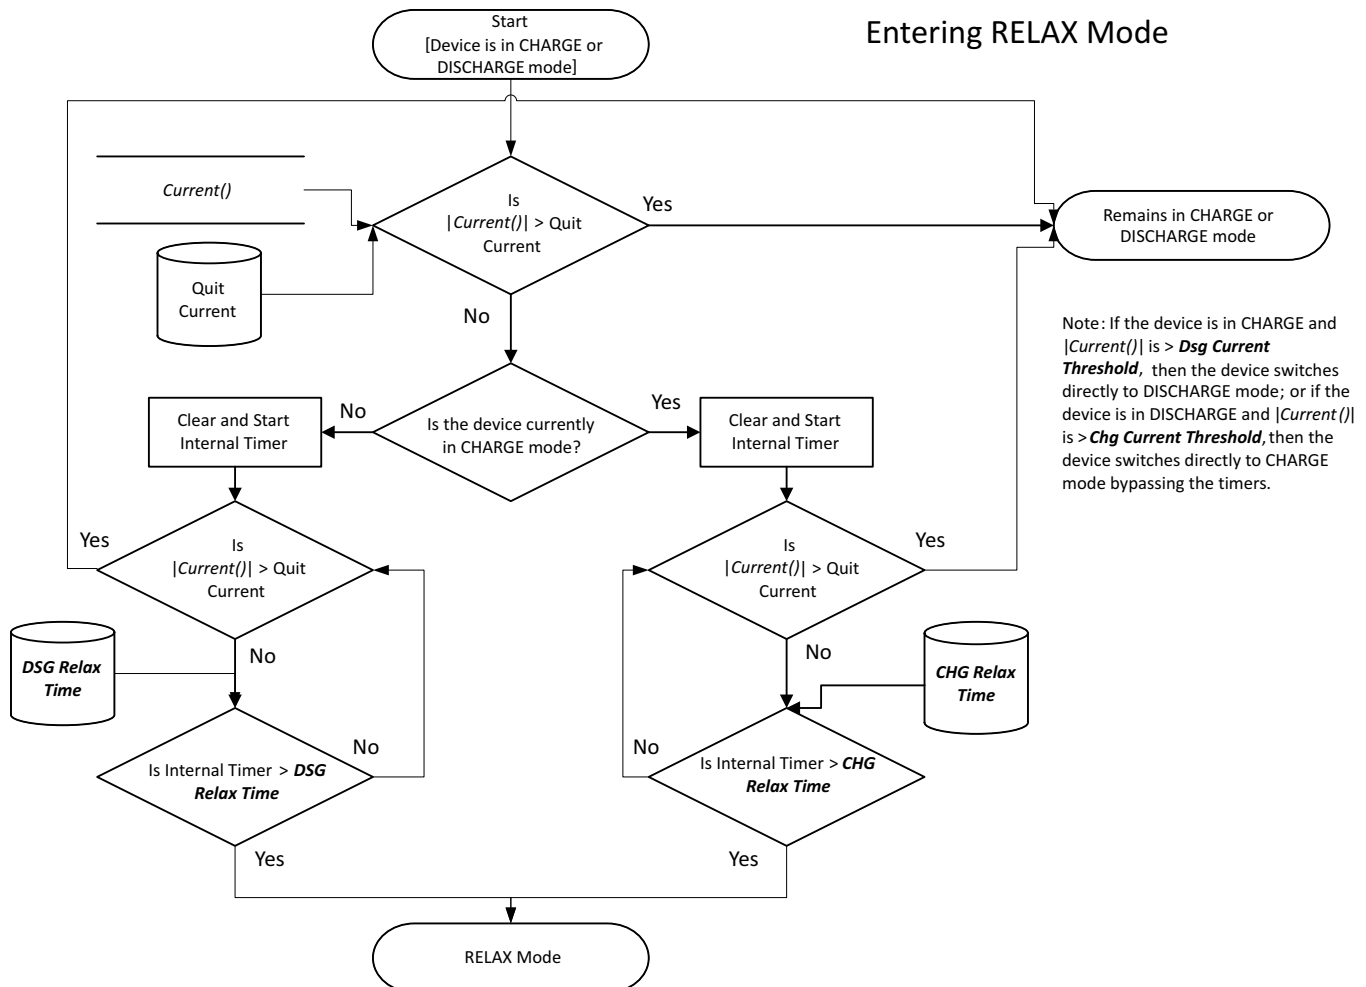 Start
[Device is in CHARGE or
DISCHARGE mode]
Entering RELAX Mode
Current()
Is
|Current()| > Quit
Current
Yes
Remains in CHARGE or
DISCHARGE mode
Quit
Current
No
Note: If the device is in CHARGE and
|Current()| is > Dsg Current
Threshold, then the device switches
directly to DISCHARGE mode; or if the
device is in DISCHARGE and |Current()|
is > Chg Current Threshold, then the
device switches directly to CHARGE
mode bypassing the timers.
Clear and Start
Internal Timer
No
Is the device currently
in CHARGE mode?
Yes
Clear and Start
Internal Timer
Yes
Is
|Current()| > Quit
Current
Is
|Current()| > Quit
Current
Yes
No
No
DSG Relax
Time
CHG Relax
Time
Is Internal Timer > DSG
Relax Time
No
No
Is Internal Timer > CHG
Relax Time
Yes
Yes
RELAX Mode